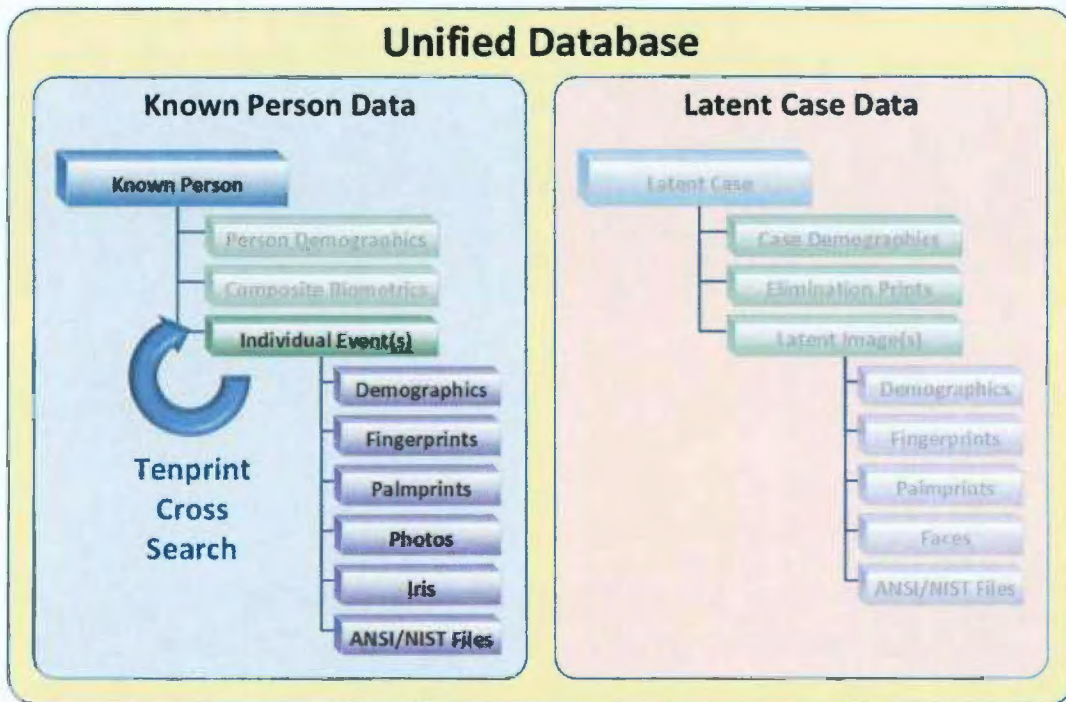 Unified Database
Known Person Data
Known Person
Person Demographics
Composite Biometrics
Individual Event(s)
Demographics
Fingerprints
Palmprints
Photos
Iris
ANSI/NIST Files
Tenprint
Cross
Search
Latent Case Data
Latent Case
Case Demographics
Elimination Prints
Latent Image(s)
Demographics
Fingerprints
Palmprints
Faces
ANSI/NIST Files